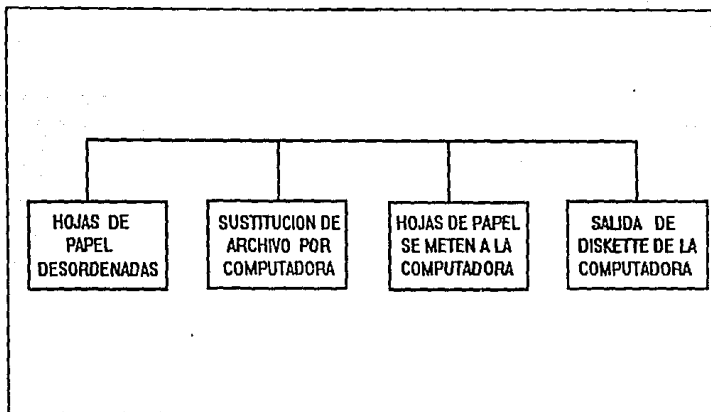 HOJAS DE
PAPEL
DESORDENADAS
SUSTITUCION DE
ARCHIVO POR
COMPUTADORA
HOJAS DE PAPEL
SE METEN A LA
COMPUTADORA
SALIDA DE
DISKETTE DE LA
COMPUTADORA